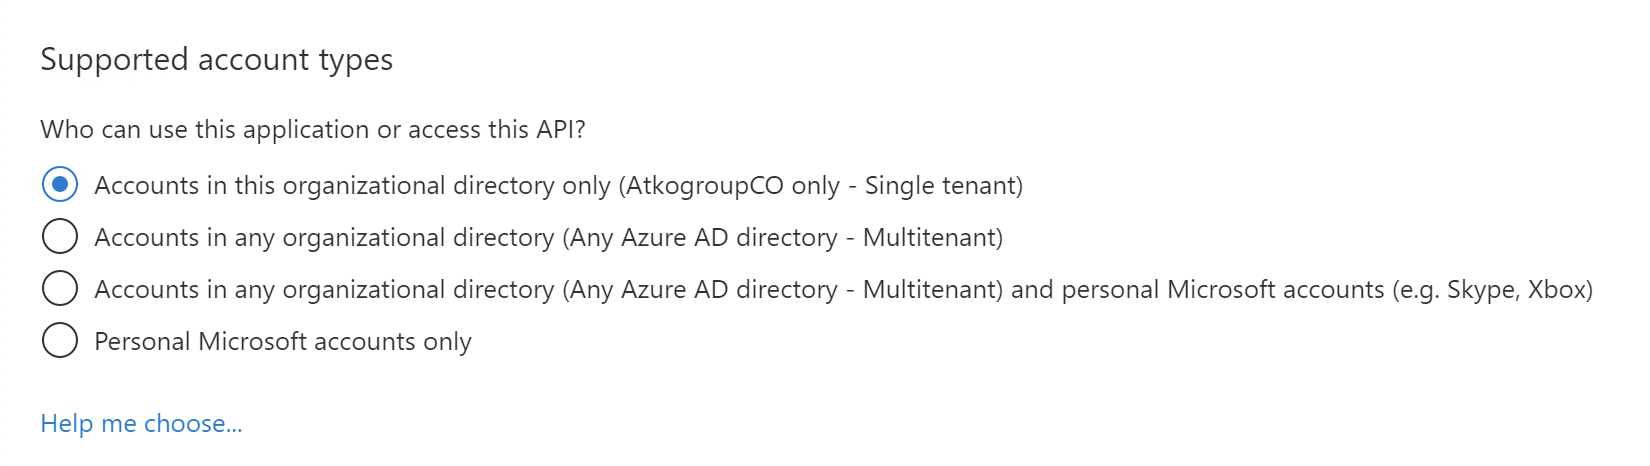 Supported account types
Who can use this application or access this API?
Accounts in this organizational directory only (AtkogroupCO only - Single tenant)
Accounts in any organizational directory (Any Azure AD directory - Multitenant)
Accounts in any organizational directory (Any Azure AD directory - Multitenant) and personal Microsoft accounts (e.g. Skype, Xbox)
Personal Microsoft accounts only
Help me choose...